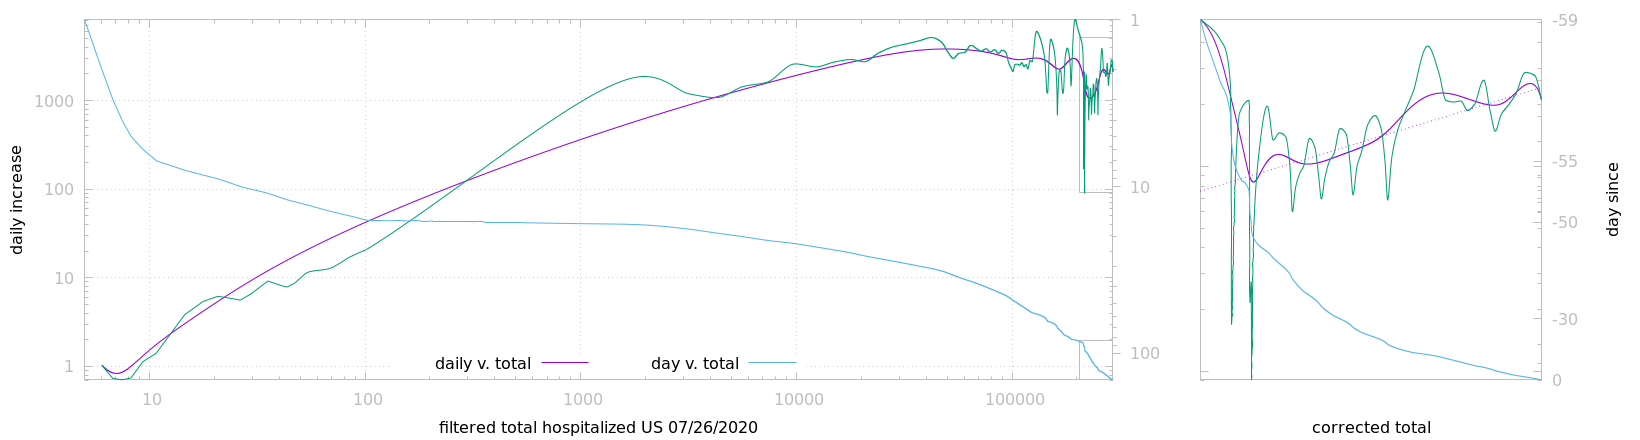 1
-59
daily increase
1000
100
10
1
10
100
-55
-50
-30
0
day since
daily v. total
day v. total
10
100
1000
10000
100000
filtered total hospitalized US 07/26/2020
corrected total